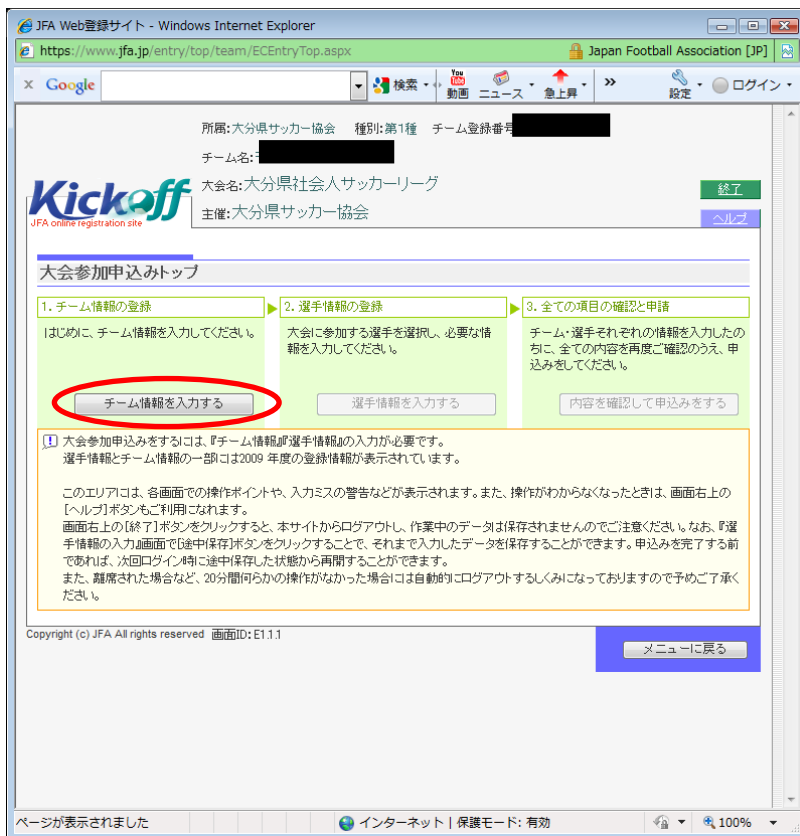 JFA Web登録サイト - Windows Internet Explorer
https://www.jfa.jp/entry/top/team/ECEntryTop.aspx
Japan Football Association [JP]
x Google
検索
You Tube 動画
ニュース
急上昇
»
設定
ログイン
所属:大分県サッカー協会 種別:第1種 チーム登録番号
チーム名:
Kickoff
JFA online registration site
大会名:大分県社会人サッカーリーグ
主催:大分県サッカー協会
終了
ヘルプ
大会参加申込みトップ
1. チーム情報の登録
はじめに、チーム情報を入力してください。
チーム情報を入力する
2. 選手情報の登録
大会に参加する選手を選択し、必要な情
報を入力してください。
選手情報を入力する
3. 全ての項目の確認と申請
チーム・選手それぞれの情報を入力したの
ちに、全ての内容を再度ご確認のうえ、申
込みをしてください。
内容を確認して申込みをする
大会参加申込みをするには、『チーム情報』『選手情報』の入力が必要です。
選手情報とチーム情報の一部には2009 年度の登録情報が表示されています。
このエリアには、各画面での操作ポイントや、入力ミスの警告などが表示されます。また、操作がわからなくなったときは、画面右上の
[ヘルプ]ボタンもご利用になれます。
画面右上の[終了]ボタンをクリックすると、本サイトからログアウトし、作業中のデータは保存されませんのでご注意ください。なお、『選
手情報の入力』画面で[途中保存]ボタンをクリックすることで、それまで入力したデータを保存することができます。申込みを完了する前
であれば、次回ログイン時に途中保存した状態から再開することができます。
また、離席された場合など、20分間何らかの操作がなかった場合には自動的にログアウトするしくみになっておりますので予めご了承く
ださい。
Copyright (c) JFA All rights reserved 画面ID: E1.1.1
メニューに戻る
ページが表示されました
インターネット | 保護モード: 有効
100%